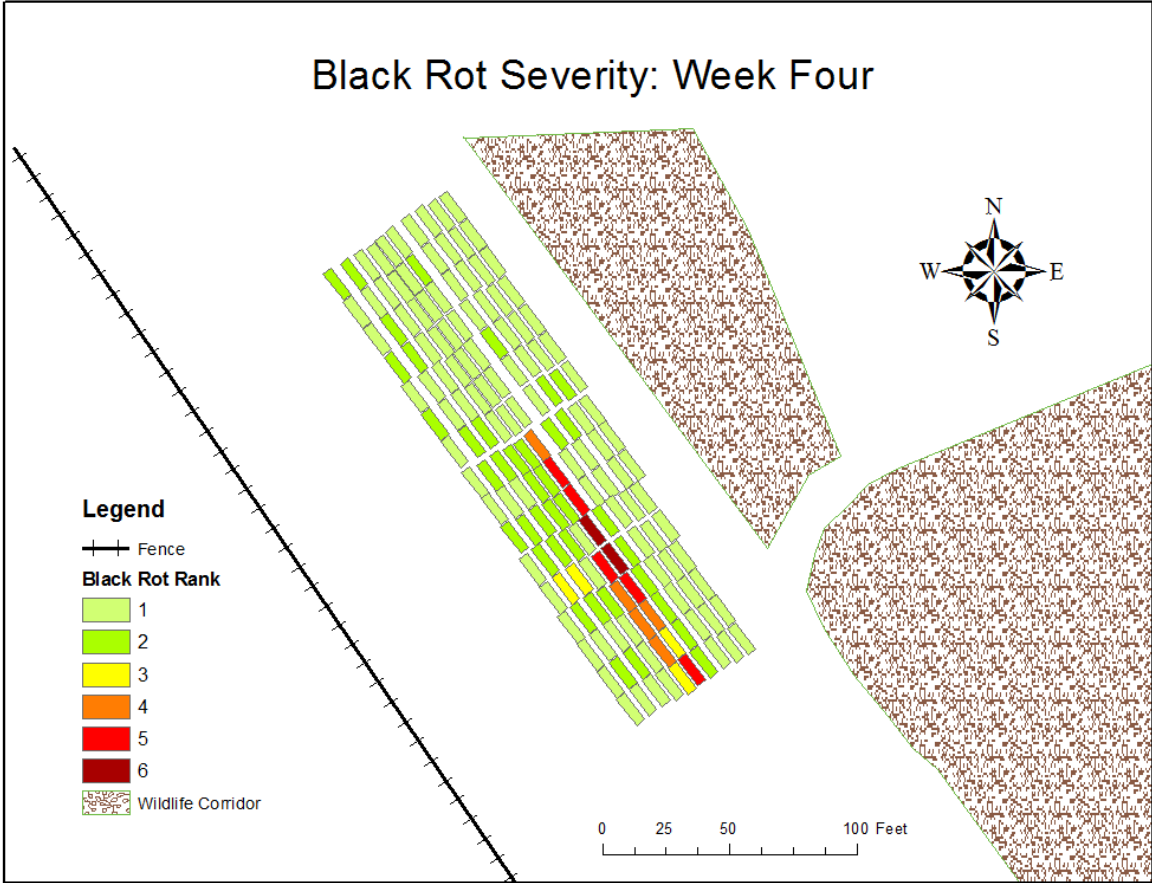 Black Rot Severity: Week Four
N
W E
S
Legend
Fence
Black Rot Rank
1
2
3
4
5
6
Wildlife Corridor
0 25 50 100 Feet